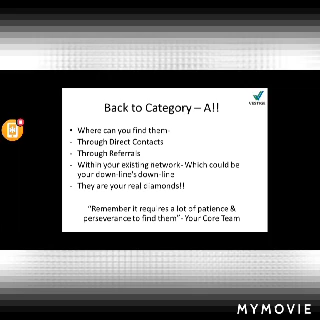 VESTIGE
Back to Category – A!!
• Where can you find them-
- Through Direct Contacts
- Through Referrals
- Within your existing network- Which could be
your down-line's down-line
- They are your real diamonds!!
“Remember it requires a lot of patience &
perseverance to find them”- Your Core Team
MYMOVIE